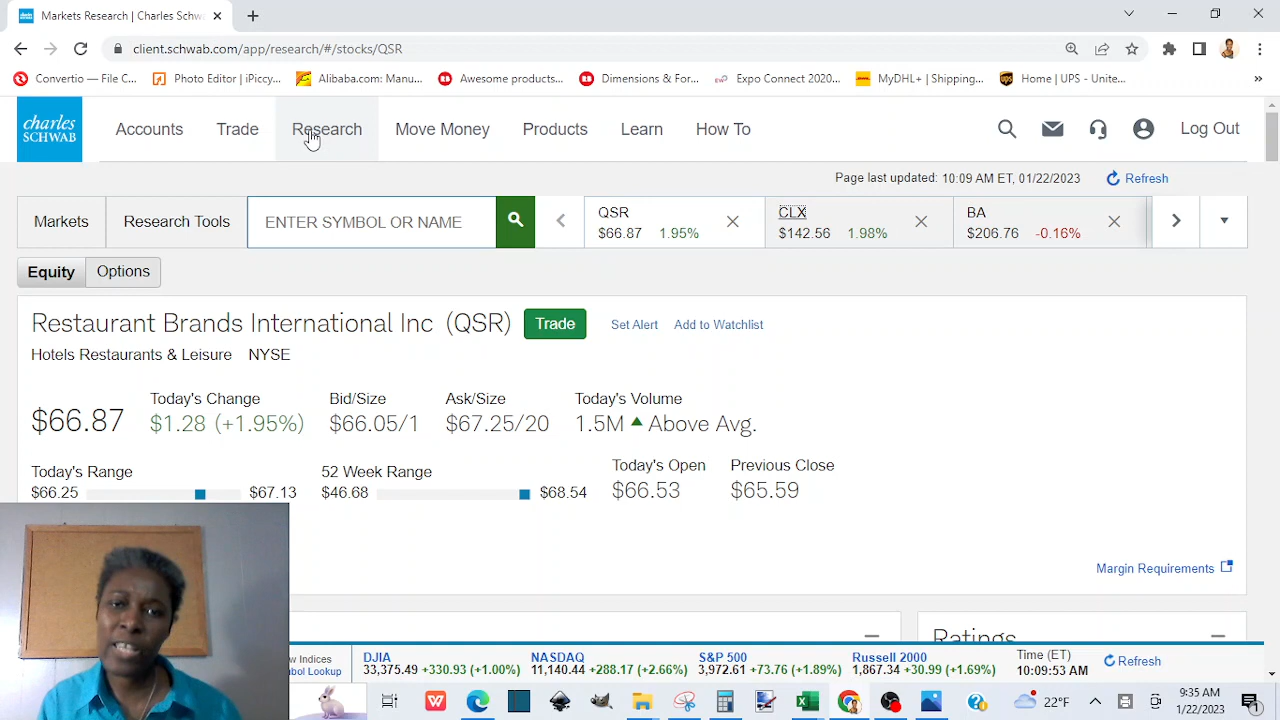 Markets Research | Charles Schw
client.schwab.com/app/research/#/stocks/QSR
Convertio — File C...
Photo Editor | iPiccy...
Alibaba.com: Manu...
Awesome products...
Dimensions & For...
Expo Connect 2020...
MyDHL+ | Shipping...
Home | UPS - Unite...
charles SCHWAB
Accounts
Trade
Research
Move Money
Products
Learn
How To
Log Out
Page last updated: 10:09 AM ET, 01/22/2023
Refresh
Markets
Research Tools
ENTER SYMBOL OR NAME
QSR
$66.87 1.95%
CLX
$142.56 1.98%
BA
$206.76 -0.16%
Equity
Options
Restaurant Brands International Inc (QSR)
Trade
Set Alert
Add to Watchlist
Hotels Restaurants & Leisure NYSE
$66.87
Today's Change
$1.28 (+1.95%)
Bid/Size
$66.05/1
Ask/Size
$67.25/20
Today's Volume
1.5M Above Avg.
Today's Range
$66.25
$67.13
52 Week Range
$46.68
$68.54
Today's Open
$66.53
Previous Close
$65.59
Margin Requirements
Ratings
Indices
Lookup
DJIA
33,375.49 +330.93 (+1.00%)
NASDAQ
11,140.44 +288.17 (+2.66%)
S&P 500
3,972.61 +73.76 (+1.89%)
Russell 2000
1,867.34 +30.99 (+1.69%)
Time (ET)
10:09:53 AM
Refresh
22°F
9:35 AM
1/22/2023
1